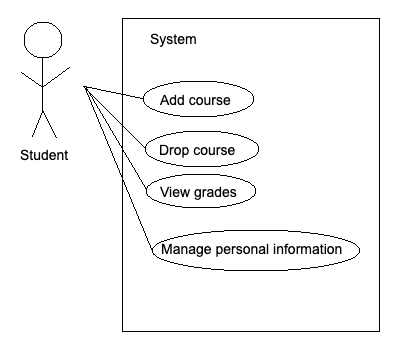 System
Add course
Drop course
Student
View grades
Manage personal information